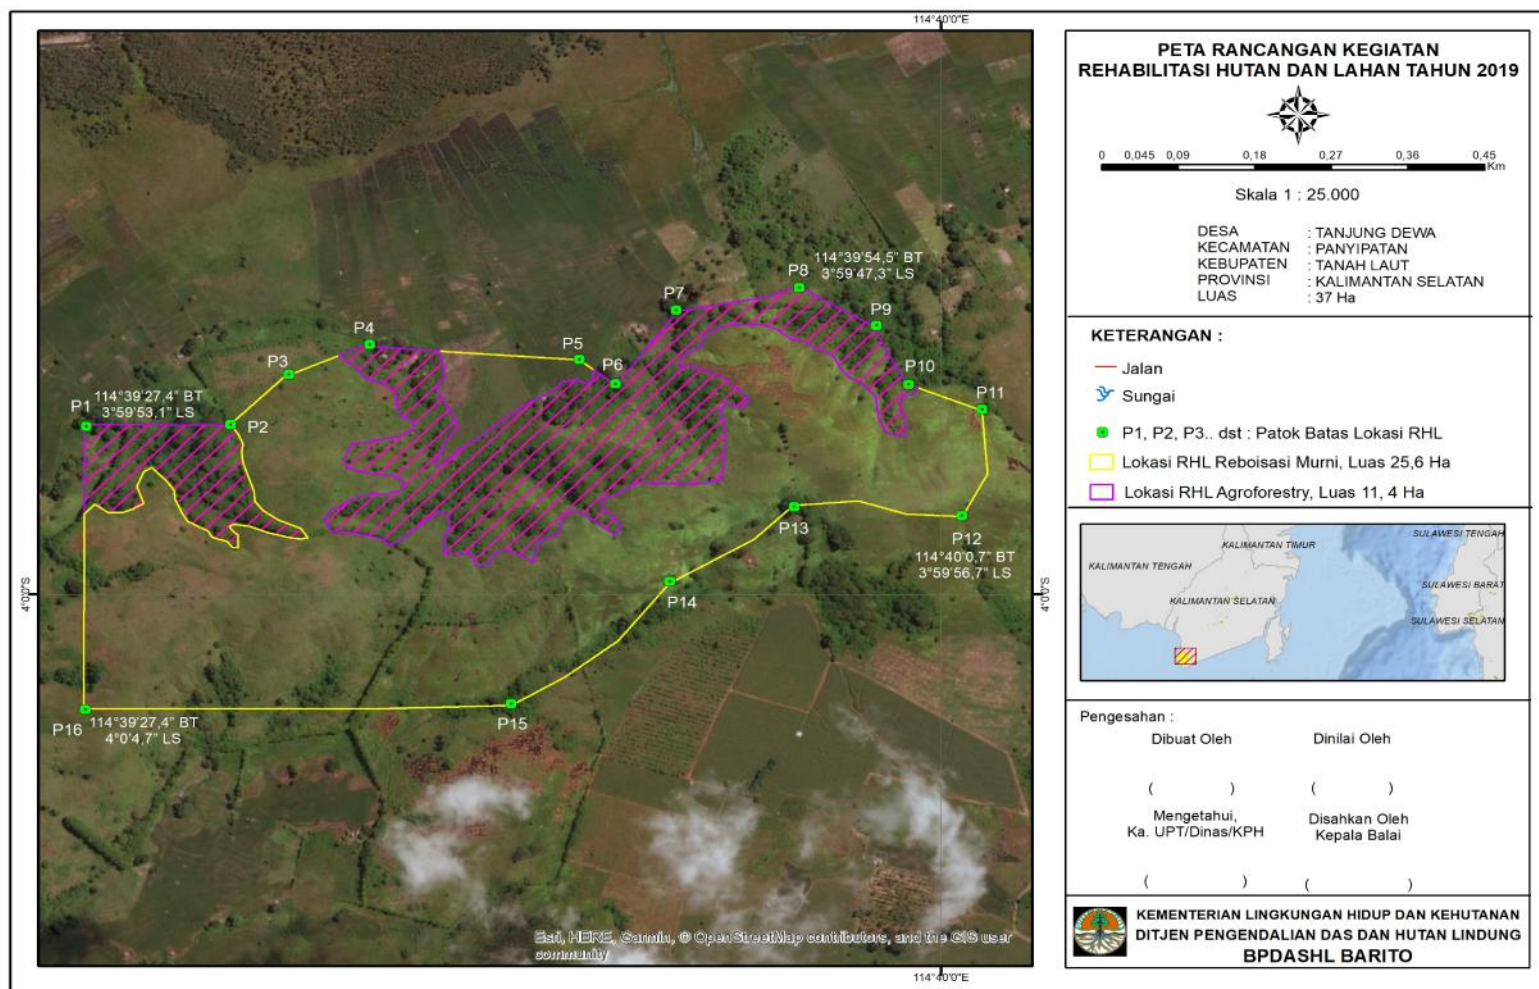 114°40'0"E
4°0'0"S
P1
114°39'27,4" BT
3°59'53,1" LS
P2
P3
P4
P5
P6
P7
P8
114°39'54,5" BT
3°59'47,3" LS
P9
P10
P11
P12
114°40'0,7" BT
3°59'56,7" LS
P13
P14
P15
P16
114°39'27,4" BT
4°0'4,7" LS
4°0'0"S
Esri, HERE, Garmin, © OpenStreetMap contributors, and the GIS user
community
114°40'0"E
PETA RANCANGAN KEGIATAN
REHABILITASI HUTAN DAN LAHAN TAHUN 2019
0 0,045 0,09 0,18 0,27 0,36 0,45
Km
Skala 1 : 25.000
DESA : TANJUNG DEWA
KECAMATAN : PANYIPATAN
KEBUPATEN : TANAH LAUT
PROVINSI : KALIMANTAN SELATAN
LUAS : 37 Ha
KETERANGAN :
Jalan
Sungai
P1, P2, P3.. dst : Patok Batas Lokasi RHL
Lokasi RHL Reboisasi Murni, Luas 25,6 Ha
Lokasi RHL Agroforestry, Luas 11, 4 Ha
SULAWESI TENGAH
KALIMANTAN TIMUR
KALIMANTAN TENGAH
SULAWESI BARAT
KALIMANTAN SELATAN
SULAWESI SELATAN
Pengesahan :
Dibuat Oleh Dinilai Oleh
( ) ( )
Mengetahui, Disahkan Oleh
Ka. UPT/Dinas/KPH Kepala Balai
( ) ( )
KEMENTERIAN LINGKUNGAN HIDUP DAN KEHUTANAN
DITJEN PENGENDALIAN DAS DAN HUTAN LINDUNG
BPDASHL BARITO